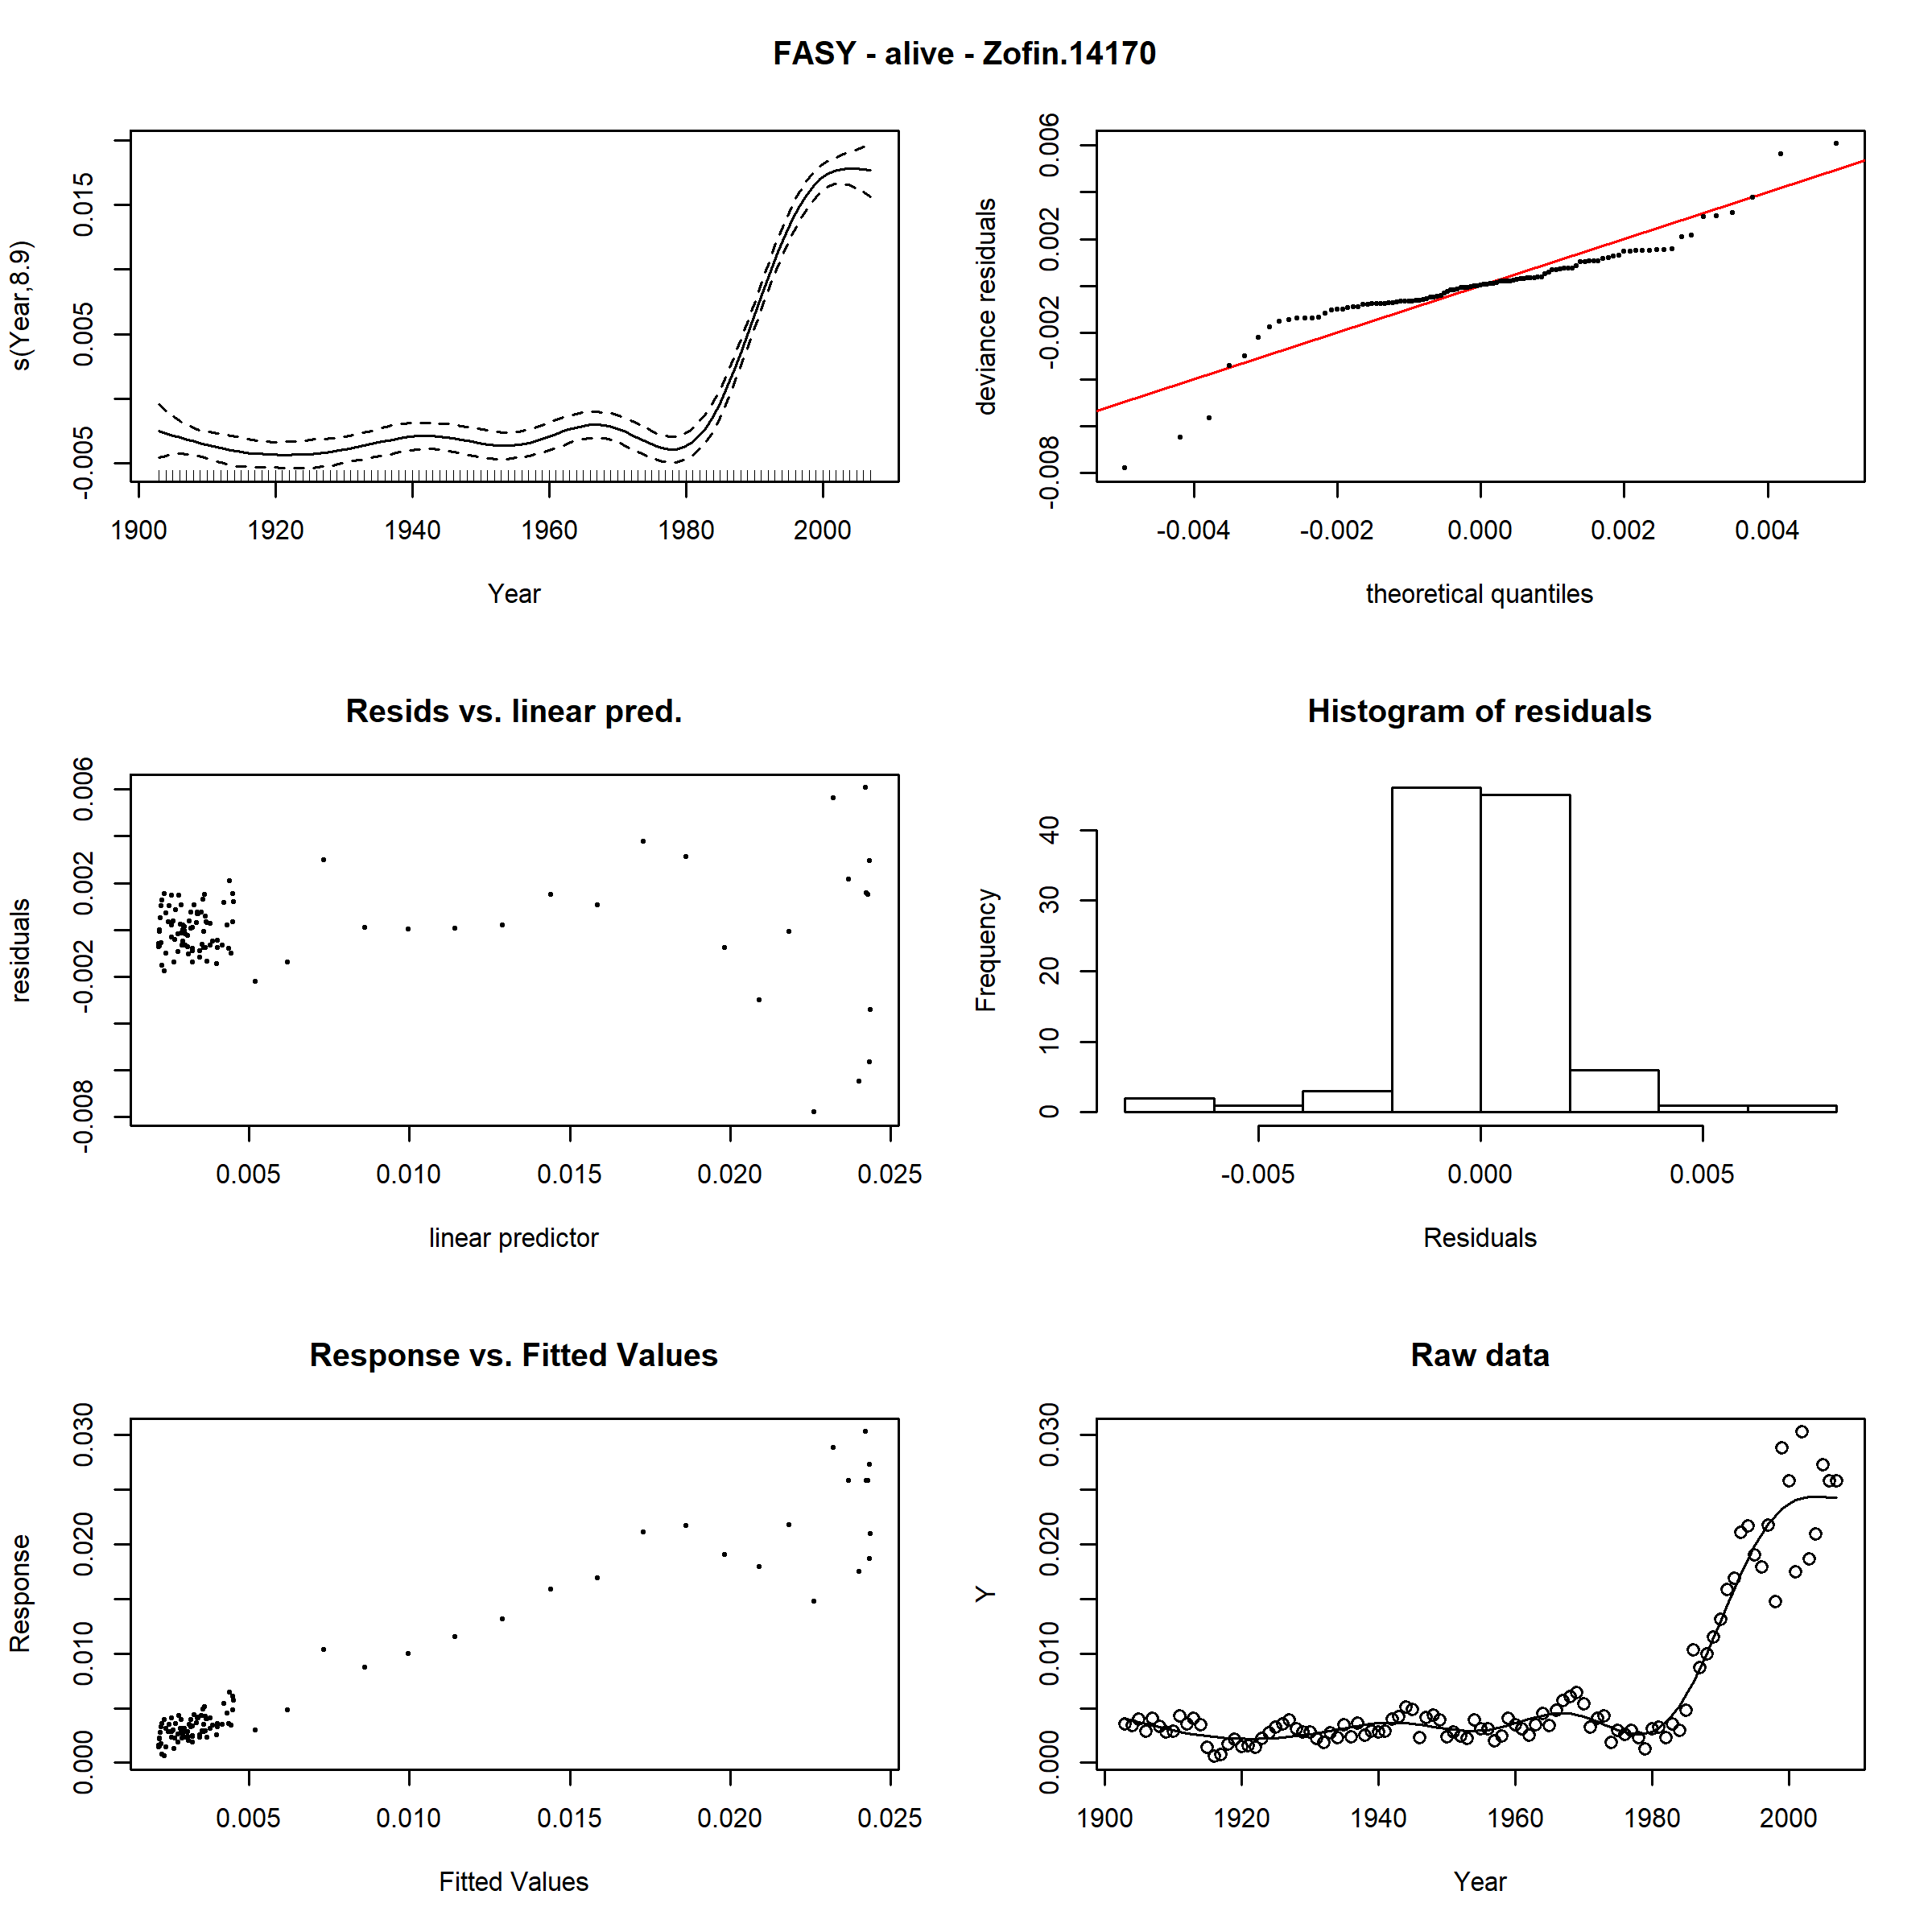 FASY - alive - Zofin.14170
s(Year,8.9)
-0.005 0.005 0.015
1900 1920 1940 1960 1980 2000
Year
deviance residuals
-0.008 -0.002 0.002 0.006
-0.004 -0.002 0.000 0.002 0.004
theoretical quantiles
Resids vs. linear pred.
residuals
-0.008 -0.002 0.002 0.006
0.005 0.010 0.015 0.020 0.025
linear predictor
Histogram of residuals
Frequency
0 10 20 30 40
-0.005 0.000 0.005
Residuals
Response vs. Fitted Values
Response
0.000 0.010 0.020 0.030
0.005 0.010 0.015 0.020 0.025
Fitted Values
Raw data
Y
0.000 0.010 0.020 0.030
1900 1920 1940 1960 1980 2000
Year